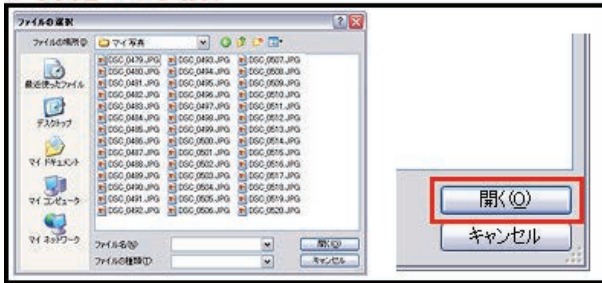 ファイルの選択
ファイルの場所(I)
マイ写真
最近使ったファイル
デスクトップ
マイ ドキュメント
マイ コンピュータ
マイ ネットワーク
DSC_0479.JPG
DSC_0480.JPG
DSC_0481.JPG
DSC_0482.JPG
DSC_0483.JPG
DSC_0484.JPG
DSC_0485.JPG
DSC_0486.JPG
DSC_0487.JPG
DSC_0488.JPG
DSC_0489.JPG
DSC_0490.JPG
DSC_0491.JPG
DSC_0492.JPG
DSC_0493.JPG
DSC_0494.JPG
DSC_0495.JPG
DSC_0496.JPG
DSC_0497.JPG
DSC_0498.JPG
DSC_0499.JPG
DSC_0500.JPG
DSC_0501.JPG
DSC_0502.JPG
DSC_0503.JPG
DSC_0504.JPG
DSC_0505.JPG
DSC_0506.JPG
DSC_0507.JPG
DSC_0508.JPG
DSC_0509.JPG
DSC_0510.JPG
DSC_0511.JPG
DSC_0512.JPG
DSC_0513.JPG
DSC_0514.JPG
DSC_0515.JPG
DSC_0516.JPG
DSC_0517.JPG
DSC_0518.JPG
DSC_0519.JPG
DSC_0520.JPG
ファイル名(N)
開く(O)
ファイルの種類(T)
キャンセル
開く(O)
キャンセル